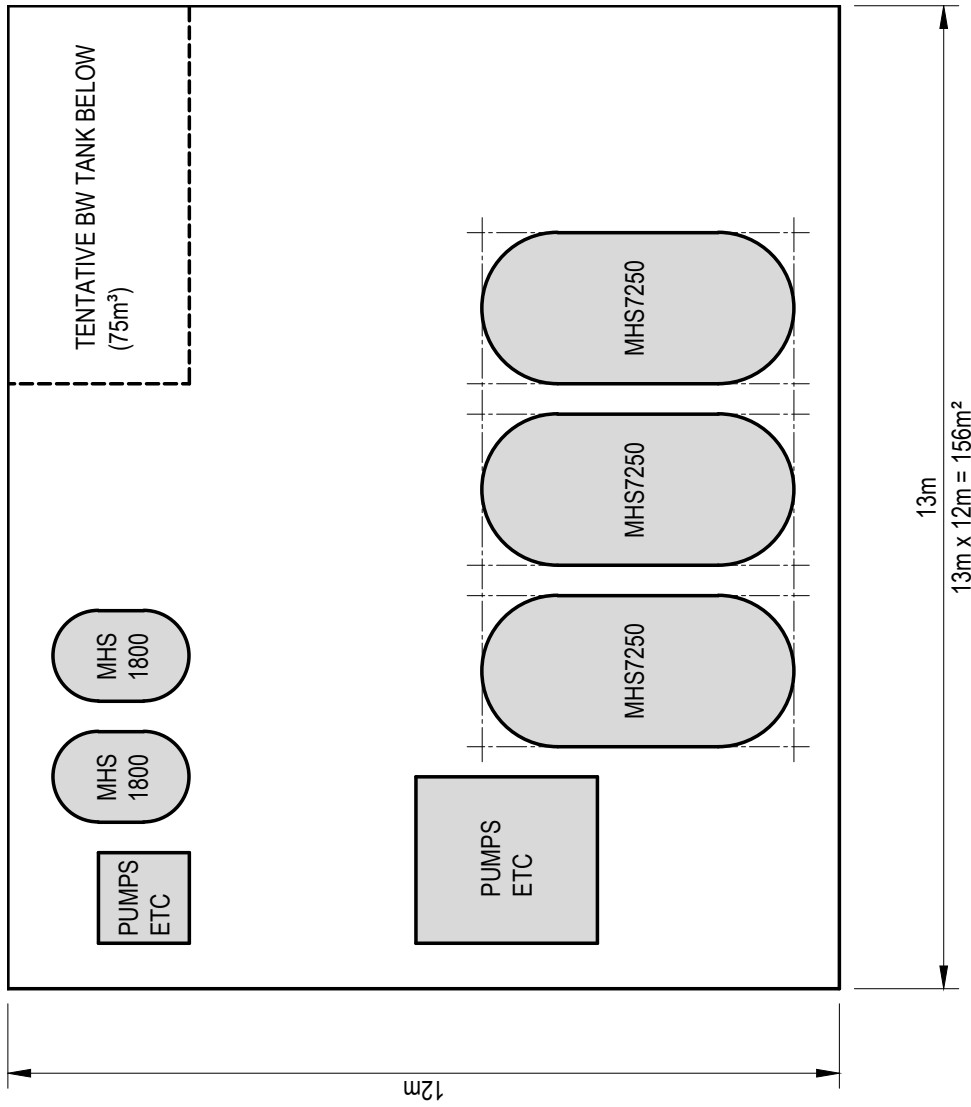 PUMPS
ETC
MHS
1800
MHS
1800
TENTATIVE BW TANK BELOW
(75m³)
PUMPS
ETC
MHS7250
MHS7250
MHS7250
12m
13m
13m x 12m = 156m²